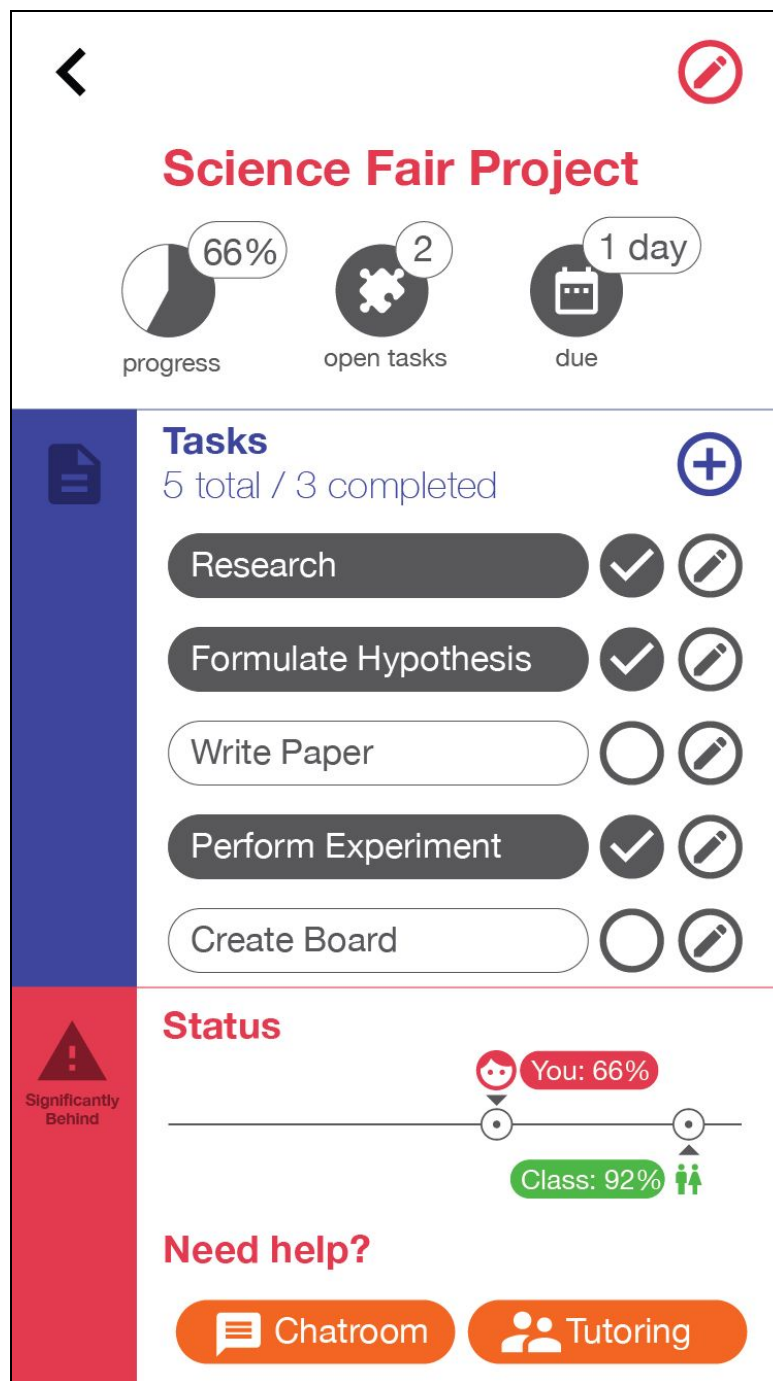 Science Fair Project
66%
2
1 day
progress
open tasks
due
Tasks
5 total / 3 completed
Research
Formulate Hypothesis
Write Paper
Perform Experiment
Create Board
Significantly
Behind
Status
You: 66%
Class: 92%
Need help?
Chatroom
Tutoring